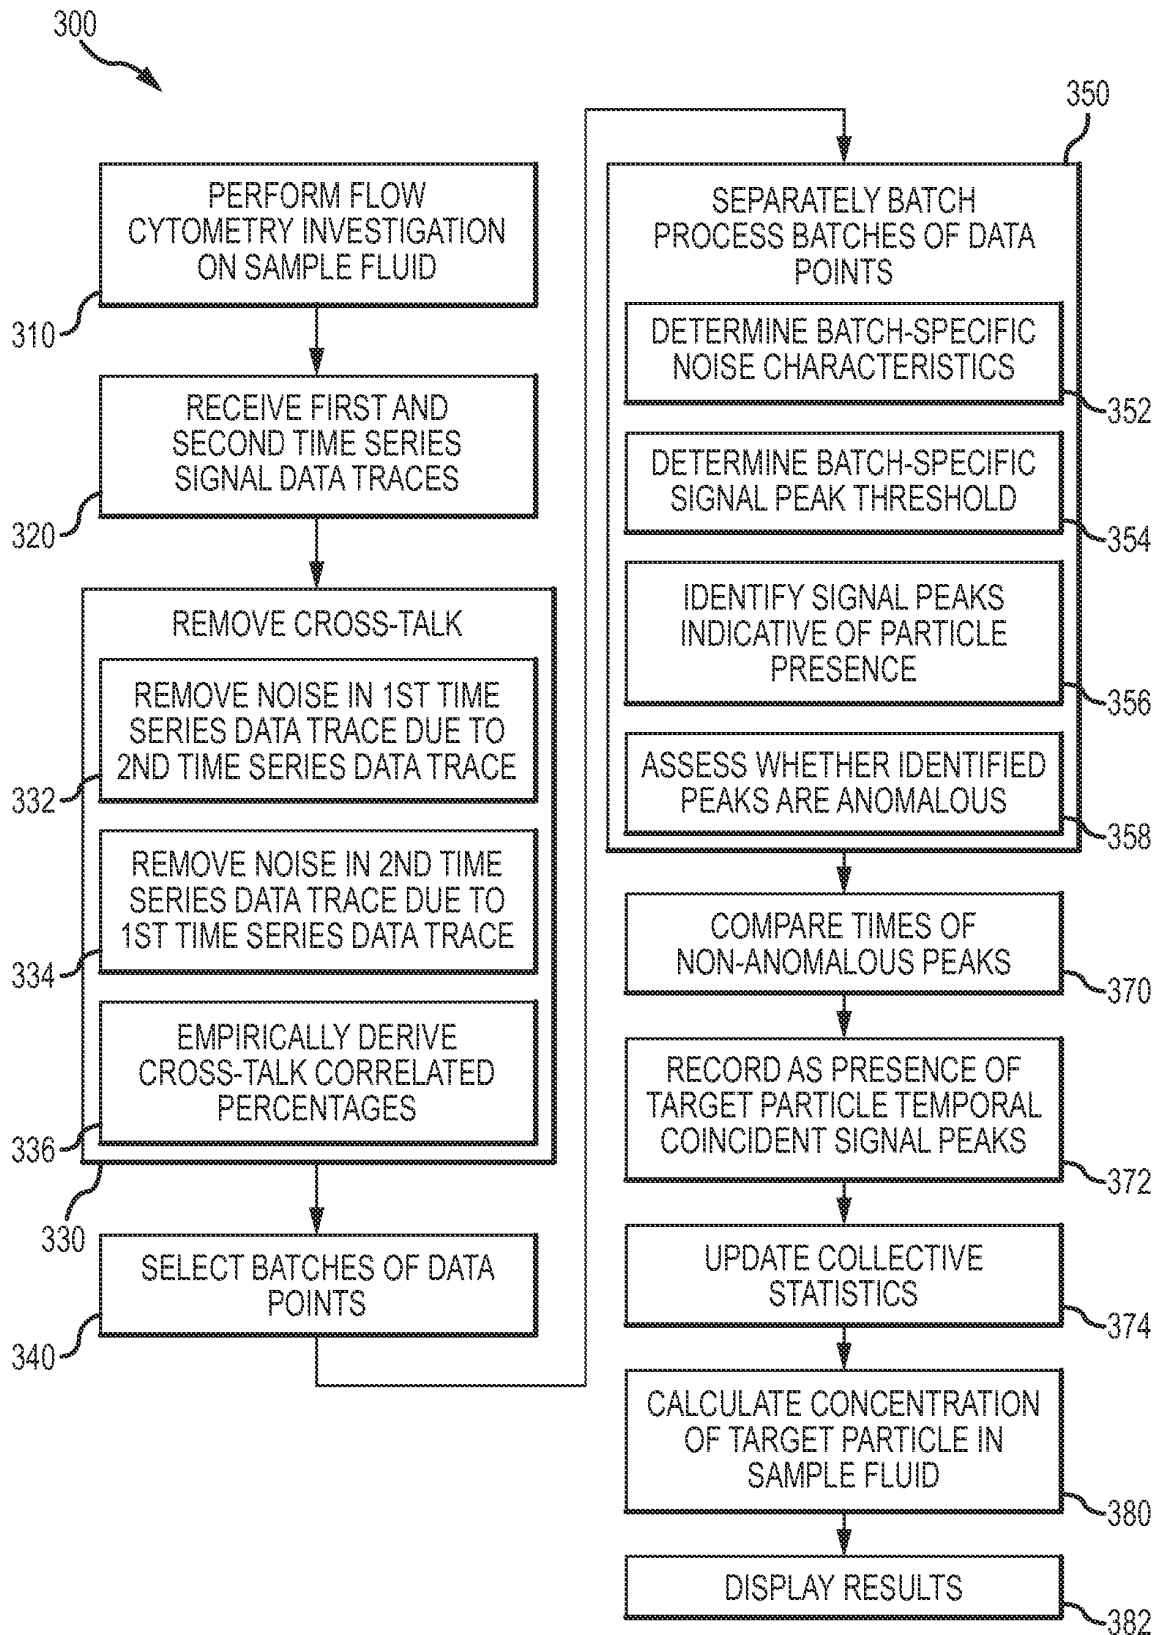 300
PERFORM FLOW
CYTOMETRY INVESTIGATION
ON SAMPLE FLUID
310
RECEIVE FIRST AND
SECOND TIME SERIES
SIGNAL DATA TRACES
320
REMOVE CROSS-TALK
REMOVE NOISE IN 1ST TIME
SERIES DATA TRACE DUE TO
2ND TIME SERIES DATA TRACE
332
REMOVE NOISE IN 2ND TIME
SERIES DATA TRACE DUE TO
1ST TIME SERIES DATA TRACE
334
EMPIRICALLY DERIVE
CROSS-TALK CORRELATED
PERCENTAGES
336
330
SELECT BATCHES OF DATA
POINTS
340
350
SEPARATELY BATCH
PROCESS BATCHES OF DATA
POINTS
DETERMINE BATCH-SPECIFIC
NOISE CHARACTERISTICS
352
DETERMINE BATCH-SPECIFIC
SIGNAL PEAK THRESHOLD
354
IDENTIFY SIGNAL PEAKS
INDICATIVE OF PARTICLE
PRESENCE
356
ASSESS WHETHER IDENTIFIED
PEAKS ARE ANOMALOUS
358
COMPARE TIMES OF
NON-ANOMALOUS PEAKS
370
RECORD AS PRESENCE OF
TARGET PARTICLE TEMPORAL
COINCIDENT SIGNAL PEAKS
372
UPDATE COLLECTIVE
STATISTICS
374
CALCULATE CONCENTRATION
OF TARGET PARTICLE IN
SAMPLE FLUID
380
DISPLAY RESULTS
382